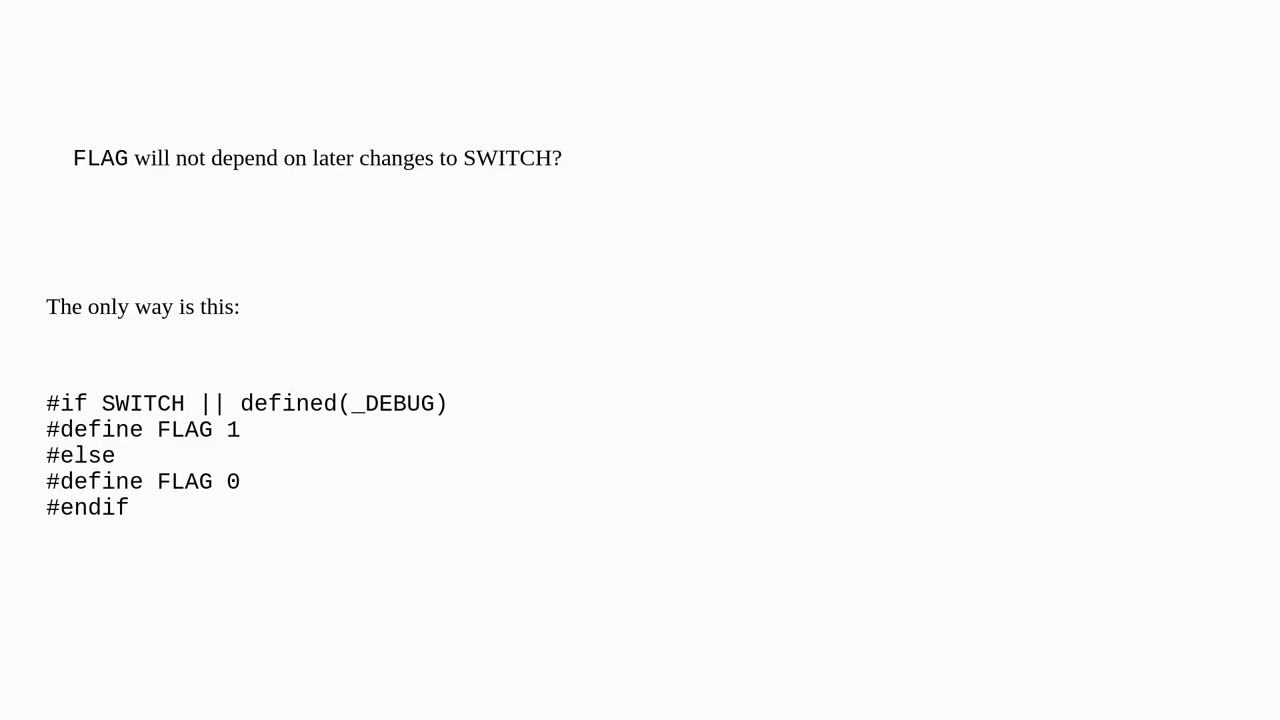 FLAG will not depend on later changes to SWITCH?
The only way is this:
#if SWITCH || defined(_DEBUG)
#define FLAG 1
#else
#define FLAG 0
#endif